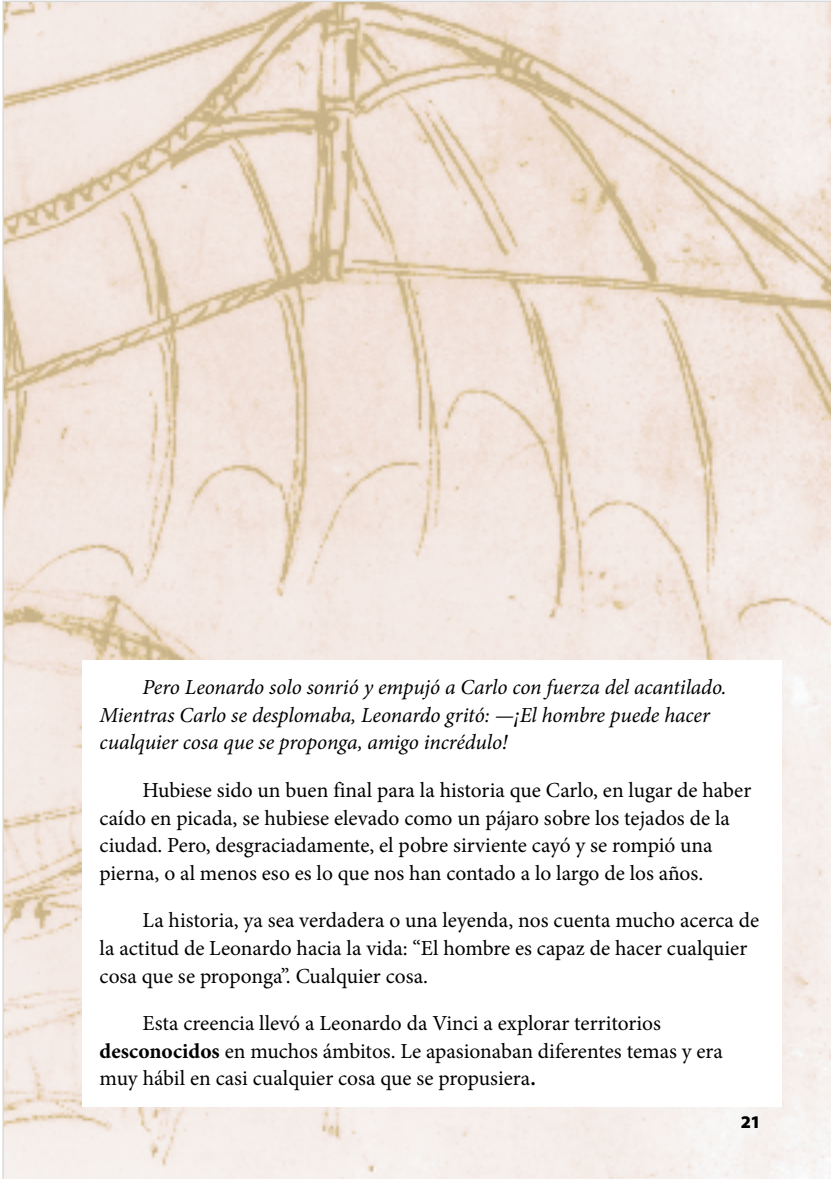 Pero Leonardo solo sonrió y empujó a Carlo con fuerza del acantilado.
Mientras Carlo se desplomaba, Leonardo gritó: —¡El hombre puede hacer
cualquier cosa que se proponga, amigo incrédulo!
Hubiese sido un buen final para la historia que Carlo, en lugar de haber
caído en picada, se hubiese elevado como un pájaro sobre los tejados de la
ciudad. Pero, desgraciadamente, el pobre sirviente cayó y se rompió una
pierna, o al menos eso es lo que nos han contado a lo largo de los años.
La historia, ya sea verdadera o una leyenda, nos cuenta mucho acerca de
la actitud de Leonardo hacia la vida: “El hombre es capaz de hacer cualquier
cosa que se proponga”. Cualquier cosa.
Esta creencia llevó a Leonardo da Vinci a explorar territorios
desconocidos en muchos ámbitos. Le apasionaban diferentes temas y era
muy hábil en casi cualquier cosa que se propusiera.
21